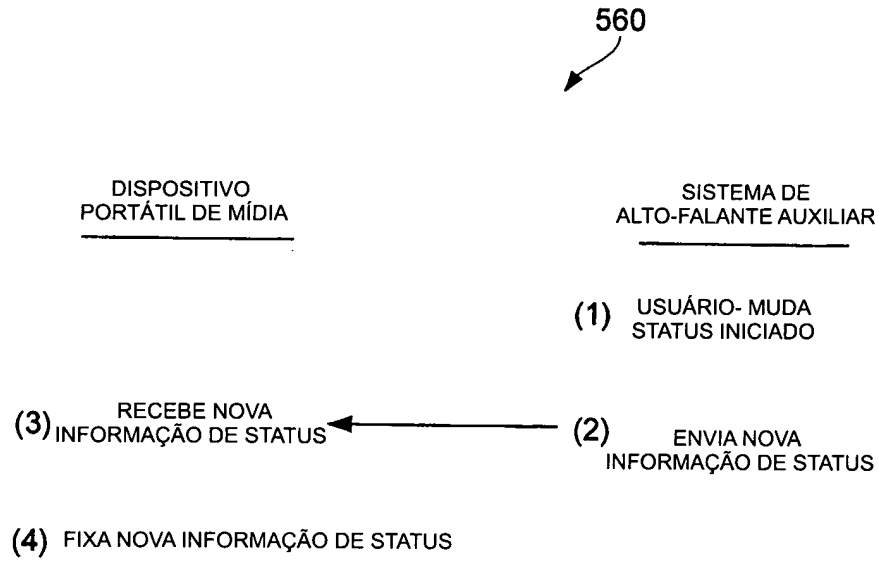 560
DISPOSITIVO
PORTÁTIL DE MÍDIA
SISTEMA DE
ALTO-FALANTE AUXILIAR
(1) USUÁRIO- MUDA
STATUS INICIADO
(3) RECEBE NOVA
INFORMAÇÃO DE STATUS
(2) ENVIA NOVA
INFORMAÇÃO DE STATUS
(4) FIXA NOVA INFORMAÇÃO DE STATUS